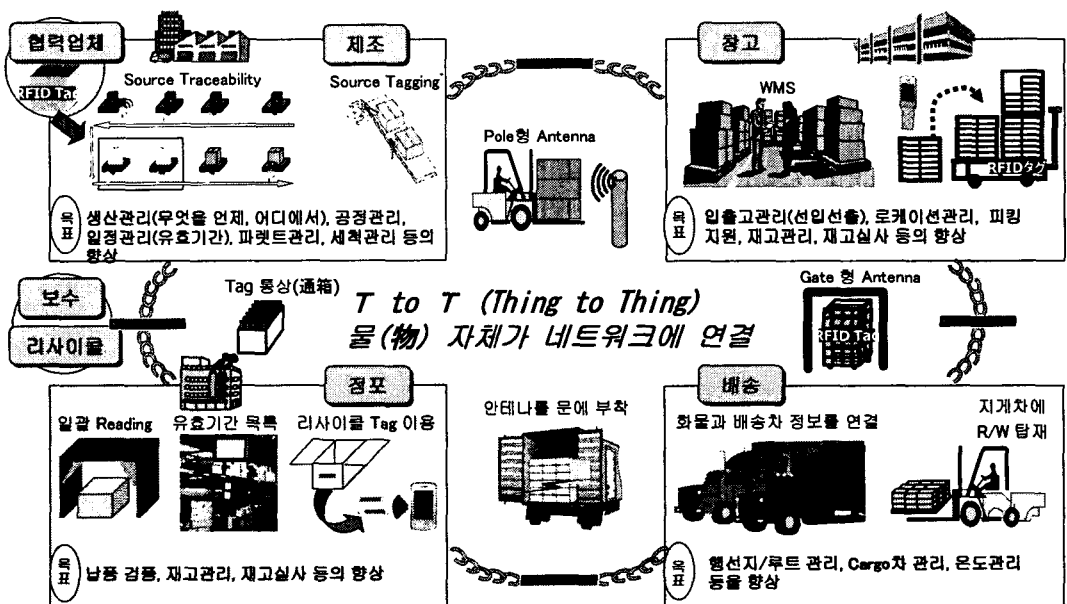 협력업체
RFID Tag
Source Traceability
제조
Source Tagging
목표
생산관리(무엇을 언제, 어디에서), 공정관리,
일정관리(유효기간), 파렛트관리, 세척관리 등의
향상
Pole형 Antenna
창고
WMS
RFIDタグ
목표
입출고관리(선입선출), 로케이션관리, 피킹
지원, 재고관리, 재고실사 등의 향상
보수
리사이클
Tag 통상(通箱)
T to T (Thing to Thing)
물(物) 자체가 네트워크에 연결
Gate 형 Antenna
RFID Tag
점포
일괄 Reading
유효기간 목록
리사이클 Tag 이용
목표
납품 검품, 재고관리, 재고실사 등의 향상
안테나를 문에 부착
배송
화물과 배송차 정보를 연결
지게차에
R/W 탑재
목표
행선지/루트 관리, Cargo차 관리, 온도관리
등을 향상